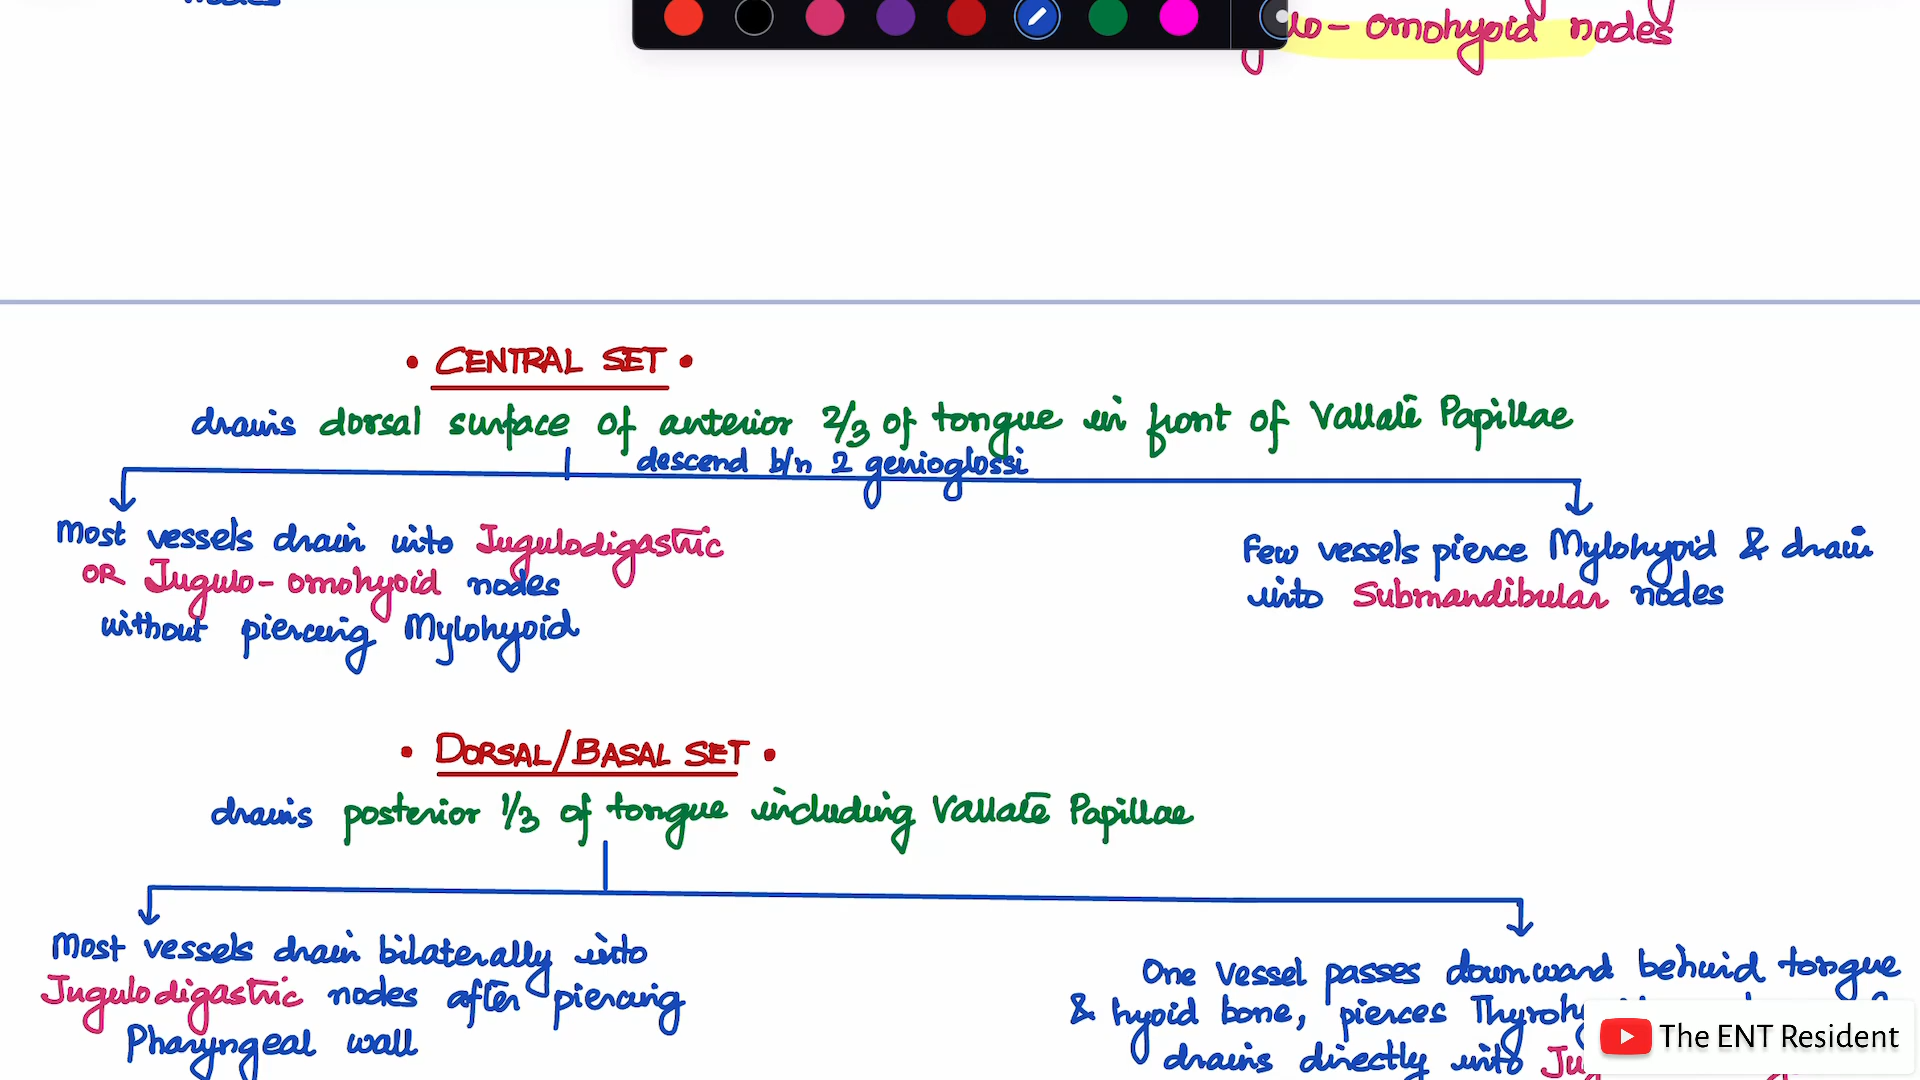 nodes
omohyoid nodes
• CENTRAL SET •
drains dorsal surface of anterior 2/3 of tongue in front of Vallate Papillae
descend b/n 2 genioglossi
Most vessels drain into Jugulodigastric
OR Jugulo-omohyoid nodes
without piercing Mylohyoid
Few vessels pierce Mylohyoid & drain
into Submandibular nodes
• DORSAL/BASAL SET •
drains posterior 1/3 of tongue including Vallate Papillae
Most vessels drain bilaterally into
Jugulodigastric nodes after piercing
Pharyngeal wall
One vessel passes downward behind tongue
& hyoid bone, pierces
drains directly into
The ENT Resident